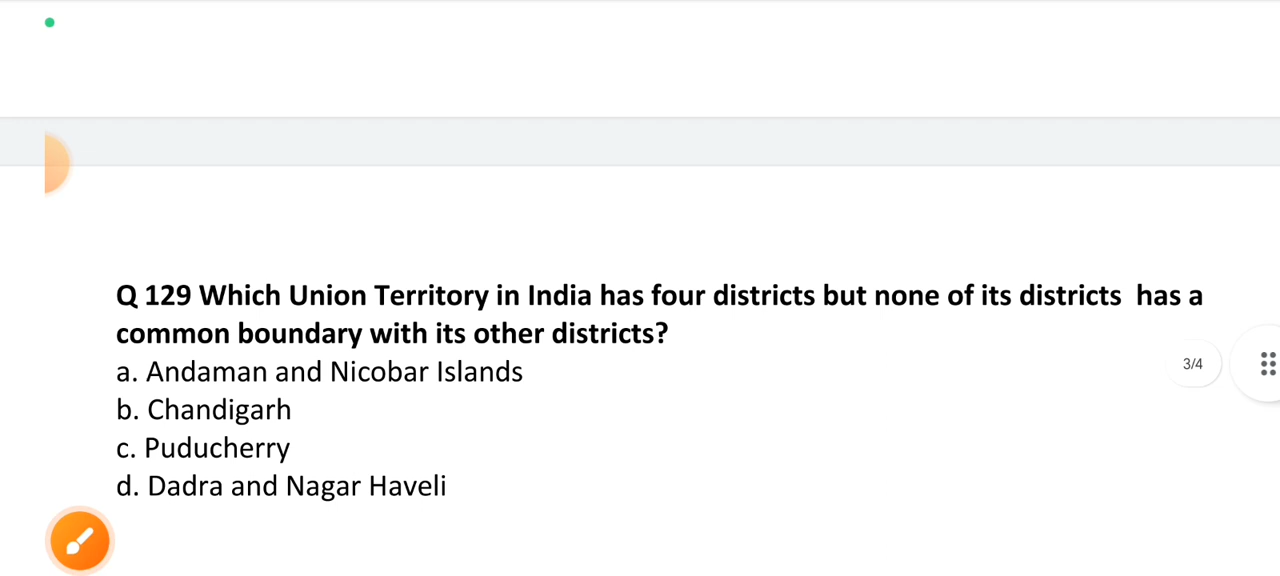 Q 129 Which Union Territory in India has four districts but none of its districts has a
common boundary with its other districts?
a. Andaman and Nicobar Islands
3/4
b. Chandigarh
c. Puducherry
d. Dadra and Nagar Haveli